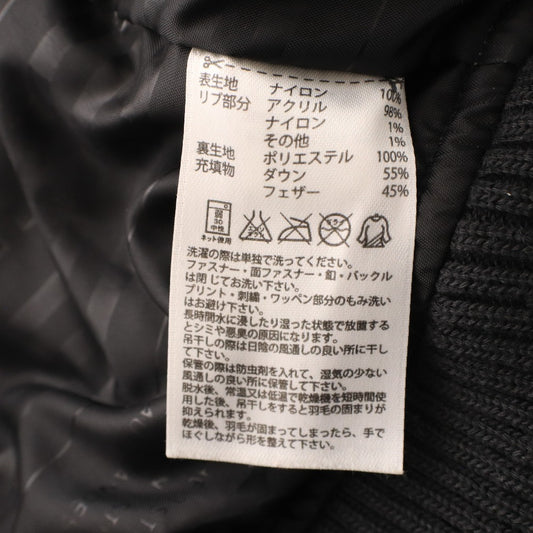 表生地 ナイロン 100%
リブ部分 アクリル 98%
ナイロン 1%
その他 1%
裏生地 ポリエステル 100%
充填物 ダウン 55%
フェザー 45%
弱
30
中性
ネット使用
エンソ
サラシ
洗濯の際は単独で洗ってください。
ファスナー・面ファスナー・釦・バックル
は閉じてお洗い下さい。
プリント・刺繍・ワッペン部分のもみ洗い
はお避け下さい。
長時間水に浸したり湿った状態で放置する
とシミや悪臭の原因になります。
吊干しの際は日陰の風通しの良い所に干し
て下さい。
保管の際は防虫剤を入れて、湿気の少ない
風通しの良い所に保管して下さい。
脱水後、常温又は低温で乾燥機を短時間使
用した後、吊干しをすると羽毛の固まりが
抑えられます。
乾燥後、羽毛が固まってしまったら、手で
ほぐしながら形を整えて下さい。